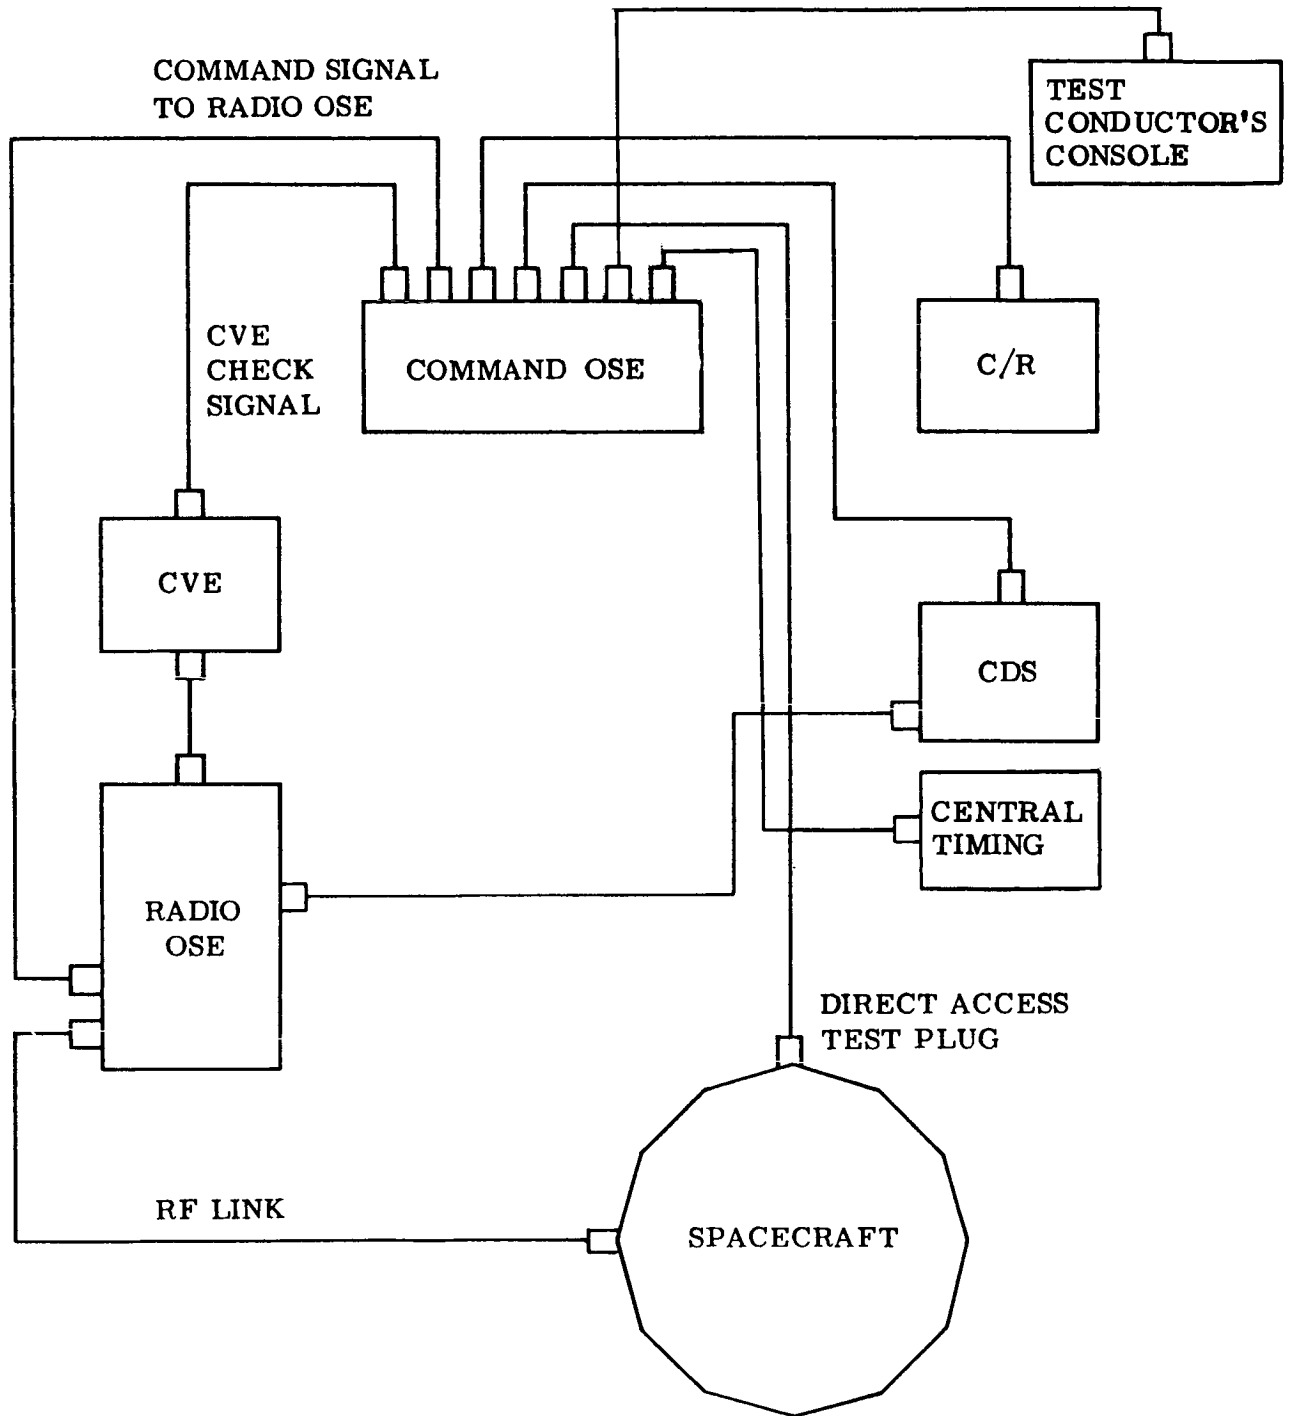 COMMAND SIGNAL
TO RADIO OSE
TEST
CONDUCTOR'S
CONSOLE
CVE
CHECK
SIGNAL
COMMAND OSE
C/R
CVE
CDS
CENTRAL
TIMING
RADIO
OSE
DIRECT ACCESS
TEST PLUG
RF LINK
SPACECRAFT